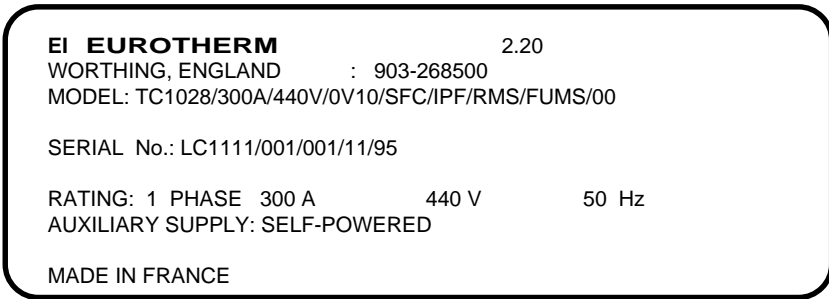 EI EUROTHERM 2.20
WORTHING, ENGLAND : 903-268500
MODEL: TC1028/300A/440V/0V10/SFC/IPF/RMS/FUMS/00
SERIAL No.: LC1111/001/001/11/95
RATING: 1 PHASE 300 A 440 V 50 Hz
AUXILIARY SUPPLY: SELF-POWERED
MADE IN FRANCE